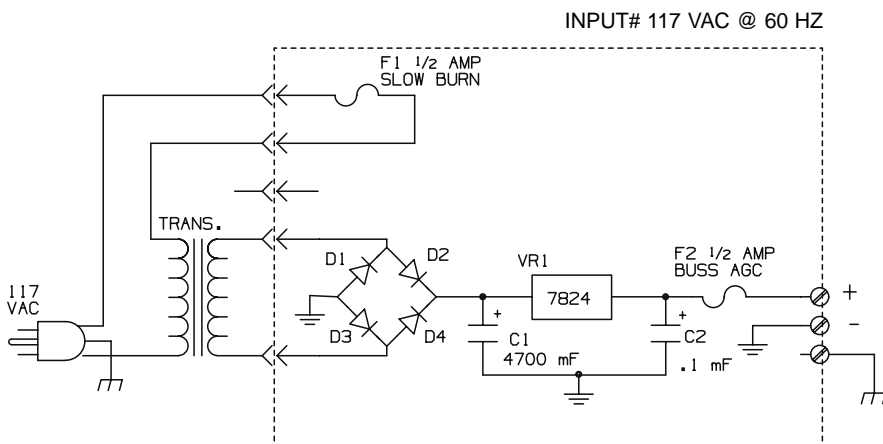 INPUT# 117 VAC @ 60 HZ
F1 1/2 AMP
SLOW BURN
TRANS.
D1
D2
D3
D4
VR1
7824
F2 1/2 AMP
BUSS AGC
117
VAC
+
C1
4700 mF
+
C2
.1 mF
+
-